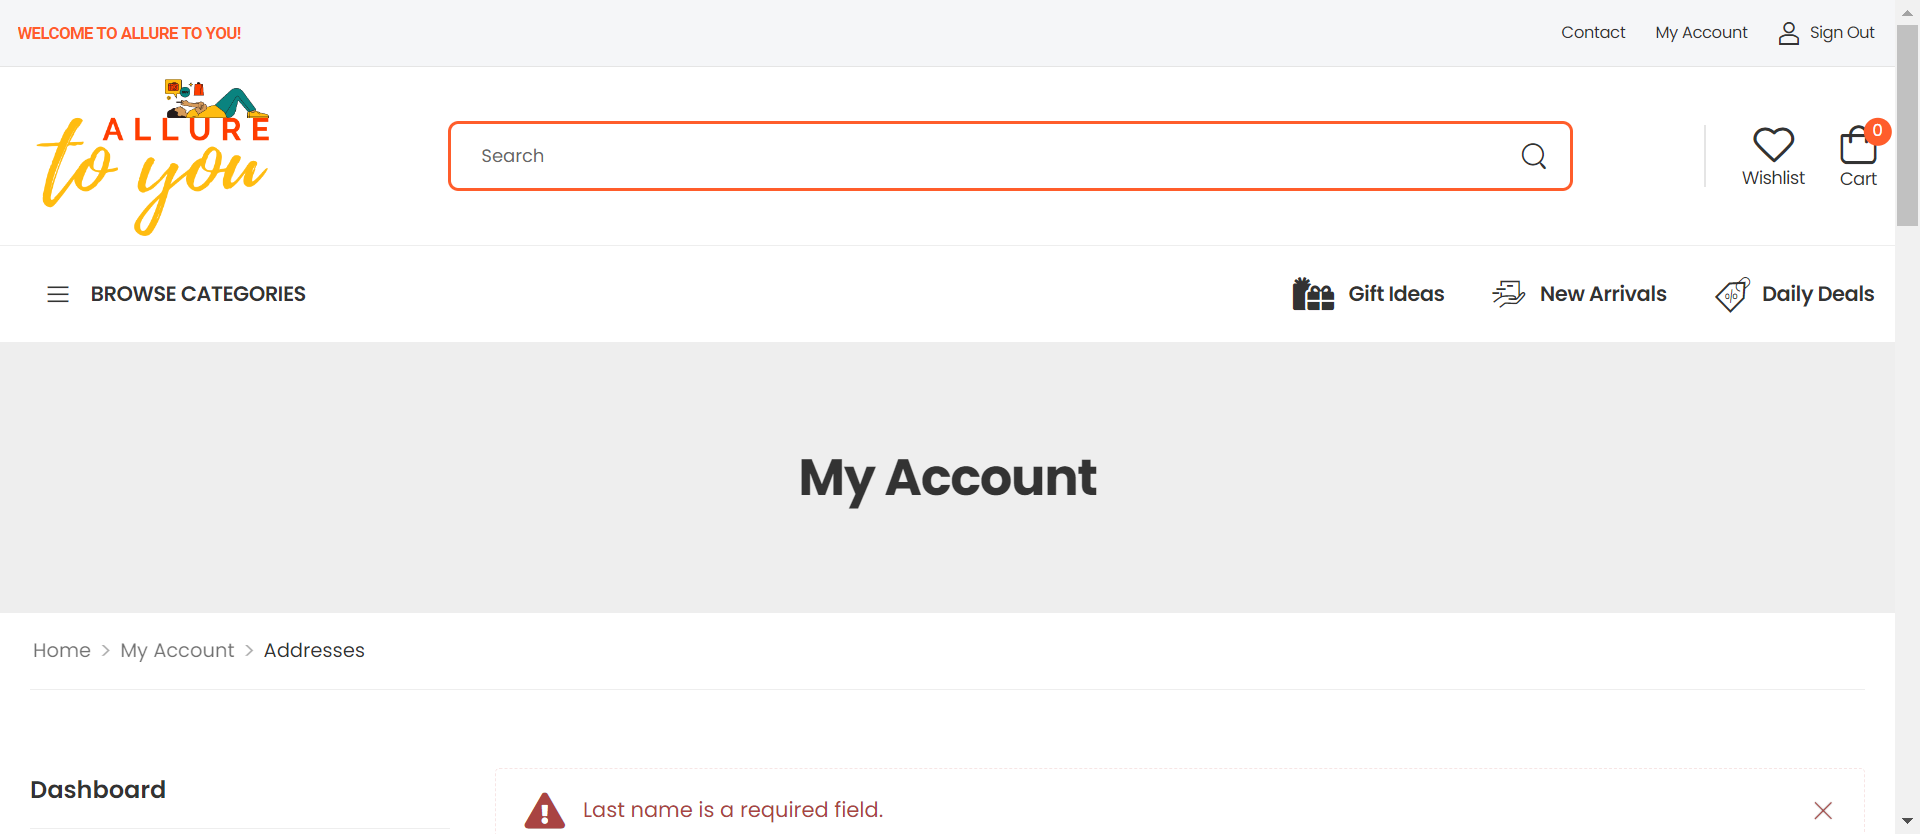 WELCOME TO ALLURE TO YOU!
Contact
My Account
Sign Out
ALLURE
to you
Search
Wishlist
0
Cart
BROWSE CATEGORIES
Gift Ideas
New Arrivals
Daily Deals
My Account
Home > My Account > Addresses
Dashboard
Last name is a required field.